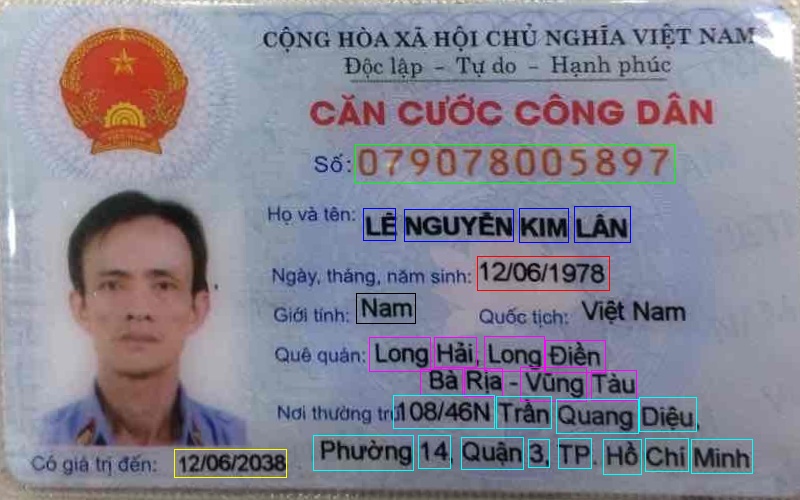 CỘNG HÒA XÃ HỘI CHỦ NGHĨA VIỆT NAM
Độc lập - Tự do - Hạnh phúc
CĂN CƯỚC CÔNG DÂN
Số: 079078005897
Họ và tên: LÊ NGUYỄN KIM LÂN
Ngày, tháng, năm sinh: 12/06/1978
Giới tính: Nam Quốc tịch: Việt Nam
Quê quán: Long Hải, Long Điền
Bà Rịa - Vũng Tàu
Nơi thường trú: 108/46N Trần Quang Diệu,
Phường 14, Quận 3, TP. Hồ Chí Minh
Có giá trị đến: 12/06/2038